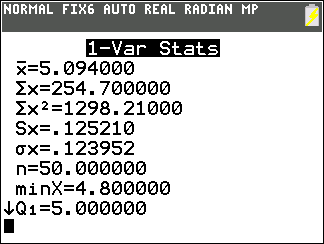 NORMAL FIX6 AUTO REAL RADIAN MP
1-Var Stats
x̄=5.094000
Σx=254.700000
Σx²=1298.21000
Sx=.125210
σx=.123952
n=50.000000
minX=4.800000
↓Q₁=5.000000